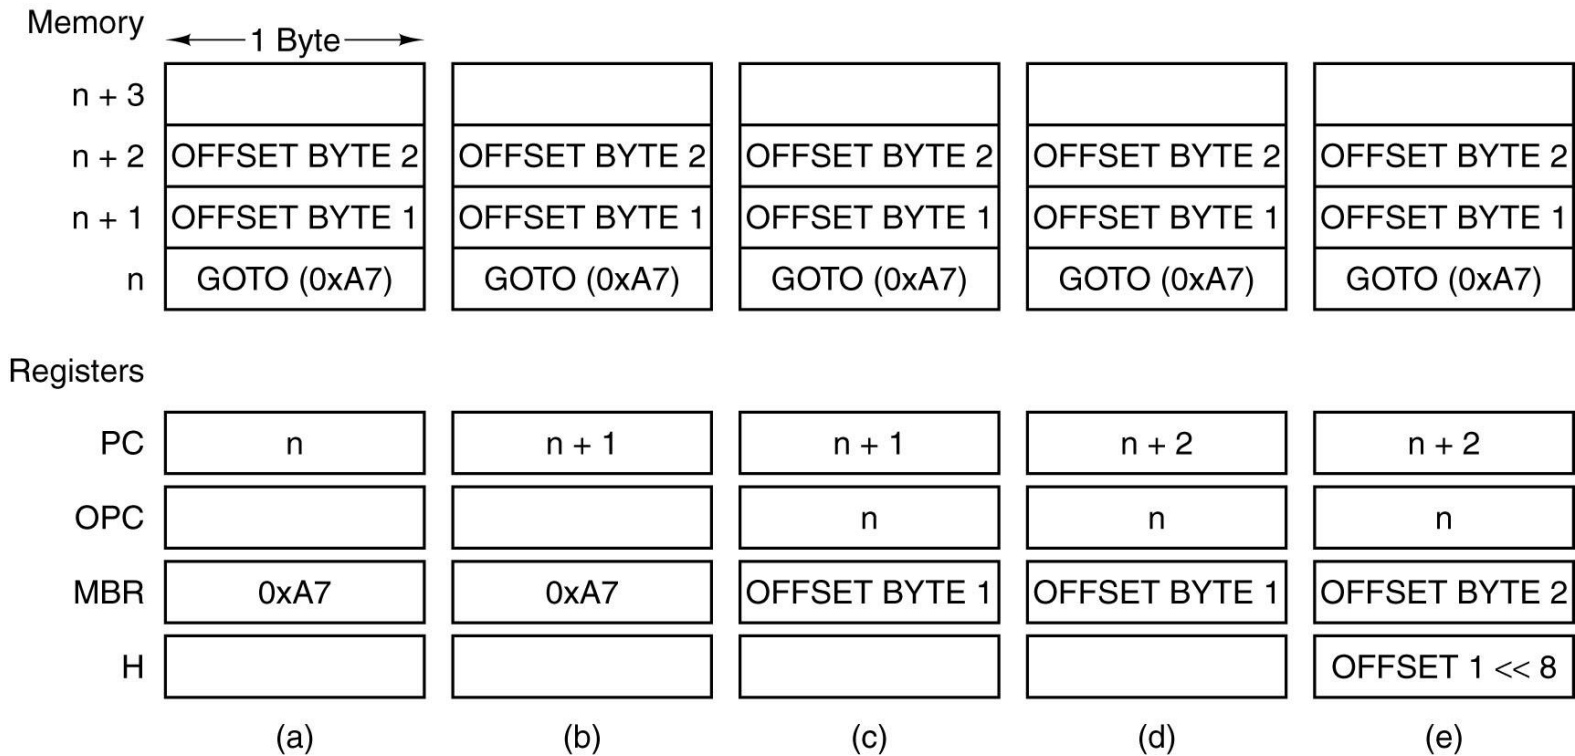 Memory
1 Byte
n + 3
n + 2 OFFSET BYTE 2 OFFSET BYTE 2 OFFSET BYTE 2 OFFSET BYTE 2 OFFSET BYTE 2
n + 1 OFFSET BYTE 1 OFFSET BYTE 1 OFFSET BYTE 1 OFFSET BYTE 1 OFFSET BYTE 1
n GOTO (0xA7) GOTO (0xA7) GOTO (0xA7) GOTO (0xA7) GOTO (0xA7)
Registers
PC n n + 1 n + 1 n + 2 n + 2
OPC n n n
MBR 0xA7 0xA7 OFFSET BYTE 1 OFFSET BYTE 1 OFFSET BYTE 2
H OFFSET 1 << 8
(a) (b) (c) (d) (e)